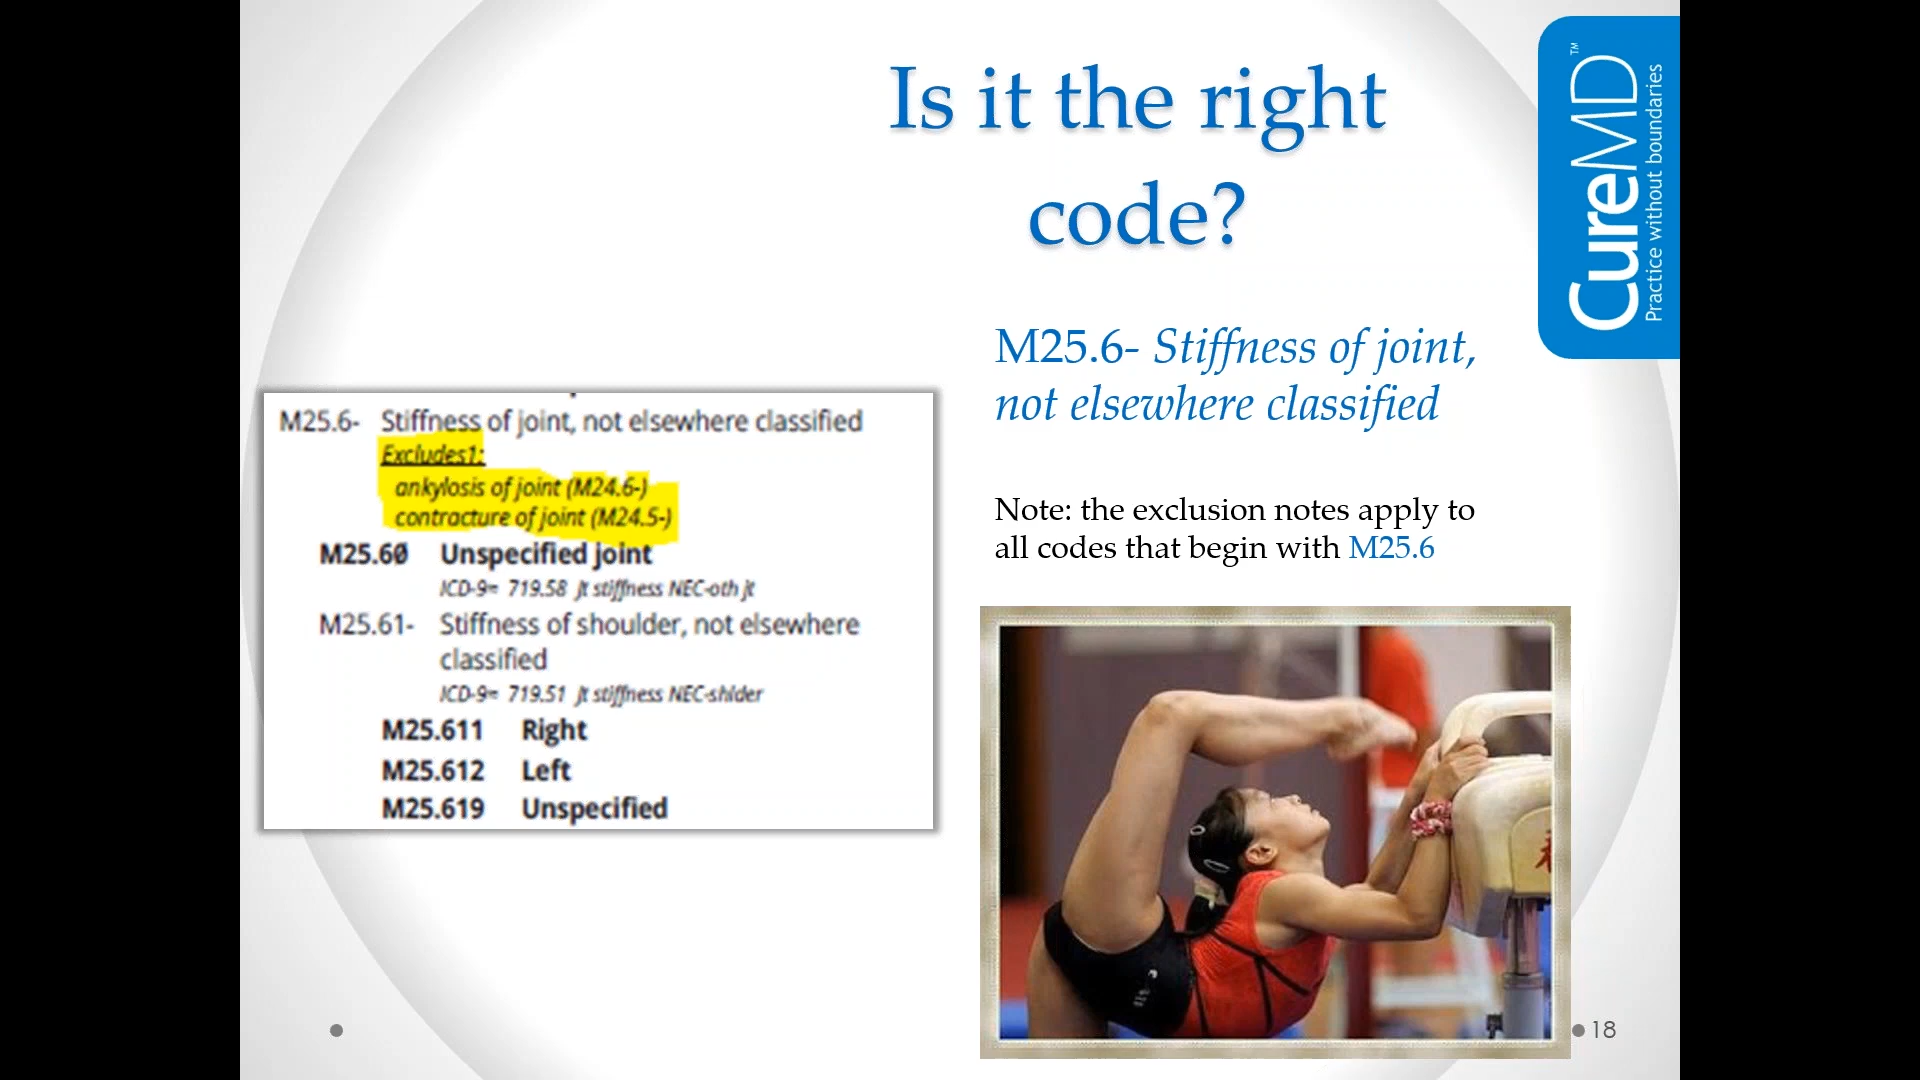 Is it the right
code?
CureMD™
Practice without boundaries
M25.6- Stiffness of joint,
not elsewhere classified
Note: the exclusion notes apply to
all codes that begin with M25.6
M25.6- Stiffness of joint, not elsewhere classified
Excludes1:
ankylosis of joint (M24.6-)
contracture of joint (M24.5-)
M25.60 Unspecified joint
ICD-9= 719.58 Jt stiffness NEC-oth jt
M25.61- Stiffness of shoulder, not elsewhere
classified
ICD-9= 719.51 Jt stiffness NEC-shlder
M25.611 Right
M25.612 Left
M25.619 Unspecified
18